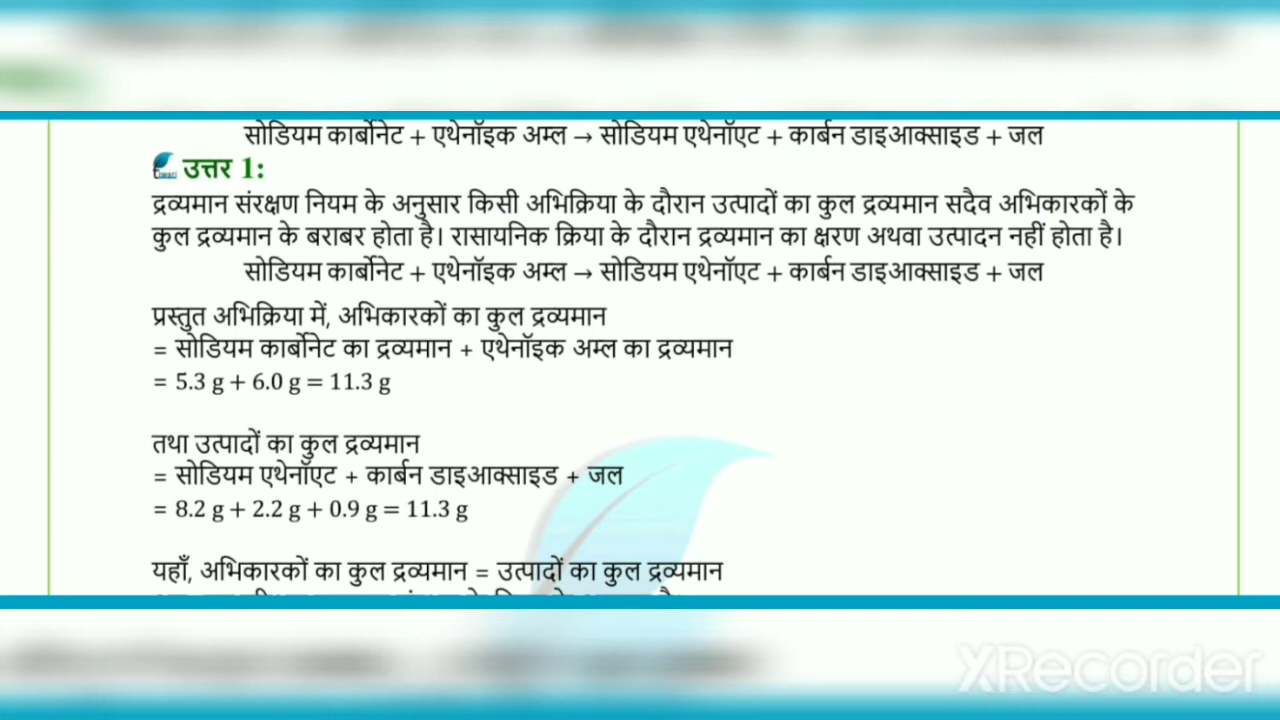 सोडियम कार्बोनेट + एथेनॉइक अम्ल → सोडियम एथेनॉएट + कार्बन डाइआक्साइड + जल
उत्तर 1:
द्रव्यमान संरक्षण नियम के अनुसार किसी अभिक्रिया के दौरान उत्पादों का कुल द्रव्यमान सदैव अभिकारकों के
कुल द्रव्यमान के बराबर होता है। रासायनिक क्रिया के दौरान द्रव्यमान का क्षरण अथवा उत्पादन नहीं होता है।
सोडियम कार्बोनेट + एथेनॉइक अम्ल → सोडियम एथेनॉएट + कार्बन डाइआक्साइड + जल
प्रस्तुत अभिक्रिया में, अभिकारकों का कुल द्रव्यमान
= सोडियम कार्बोनेट का द्रव्यमान + एथेनॉइक अम्ल का द्रव्यमान
= 5.3 g + 6.0 g = 11.3 g
तथा उत्पादों का कुल द्रव्यमान
= सोडियम एथेनॉएट + कार्बन डाइआक्साइड + जल
= 8.2 g + 2.2 g + 0.9 g = 11.3 g
यहाँ, अभिकारकों का कुल द्रव्यमान = उत्पादों का कुल द्रव्यमान
XRecorder